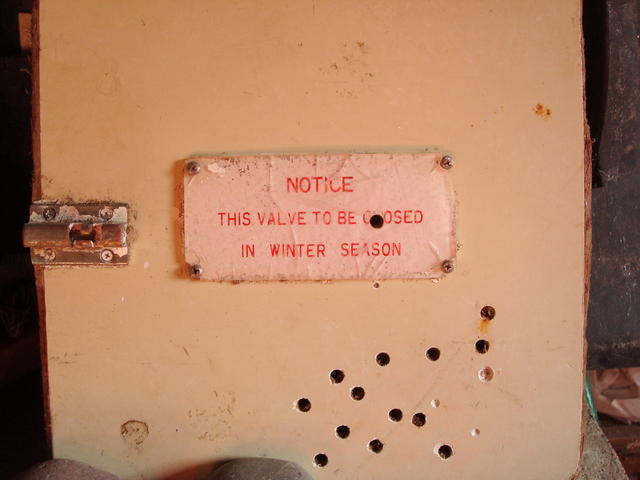 NOTICE
THIS VALVE TO BE CLOSED
IN WINTER SEASON